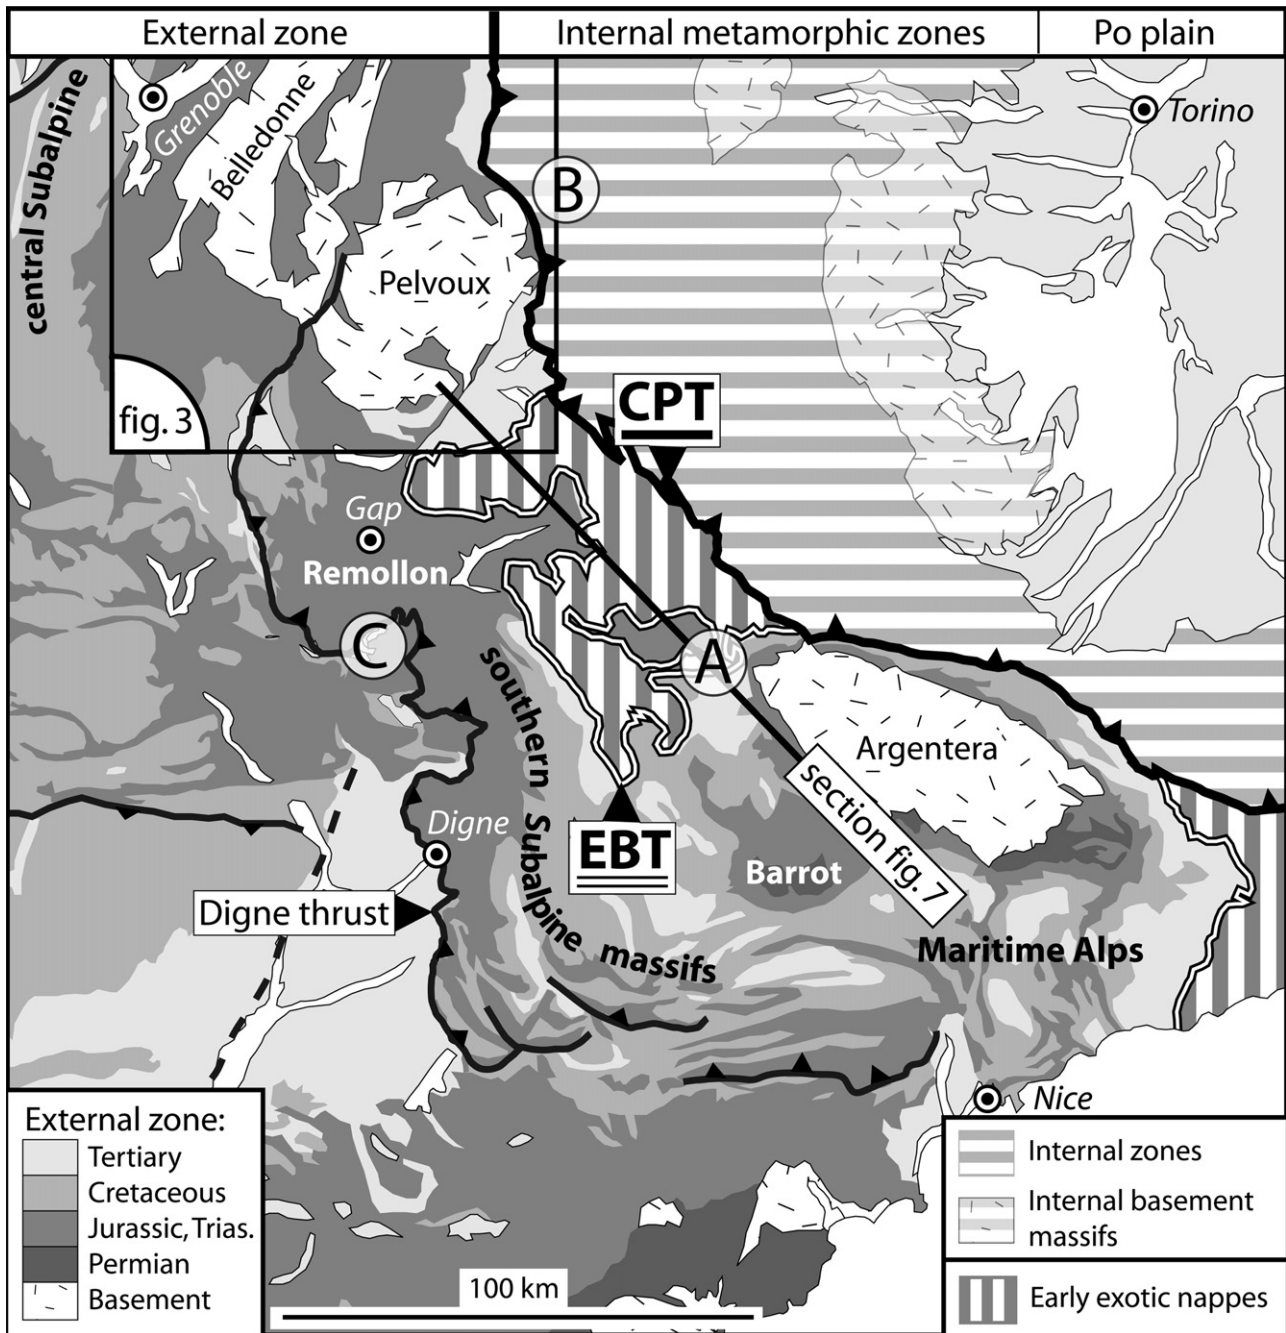 External zone
Internal metamorphic zones
Po plain
Grenoble
Belledonne
Torino
central Subalpine
B
Pelvoux
CPT
fig. 3
Gap
Remollon
C
A
southern Subalpine massifs
Argentera
section fig. 7
Digne
EBT
Barrot
Digne thrust
Maritime Alps
Nice
External zone:
Tertiary
Cretaceous
Jurassic, Trias.
Permian
Basement
100 km
Internal zones
Internal basement
massifs
Early exotic nappes